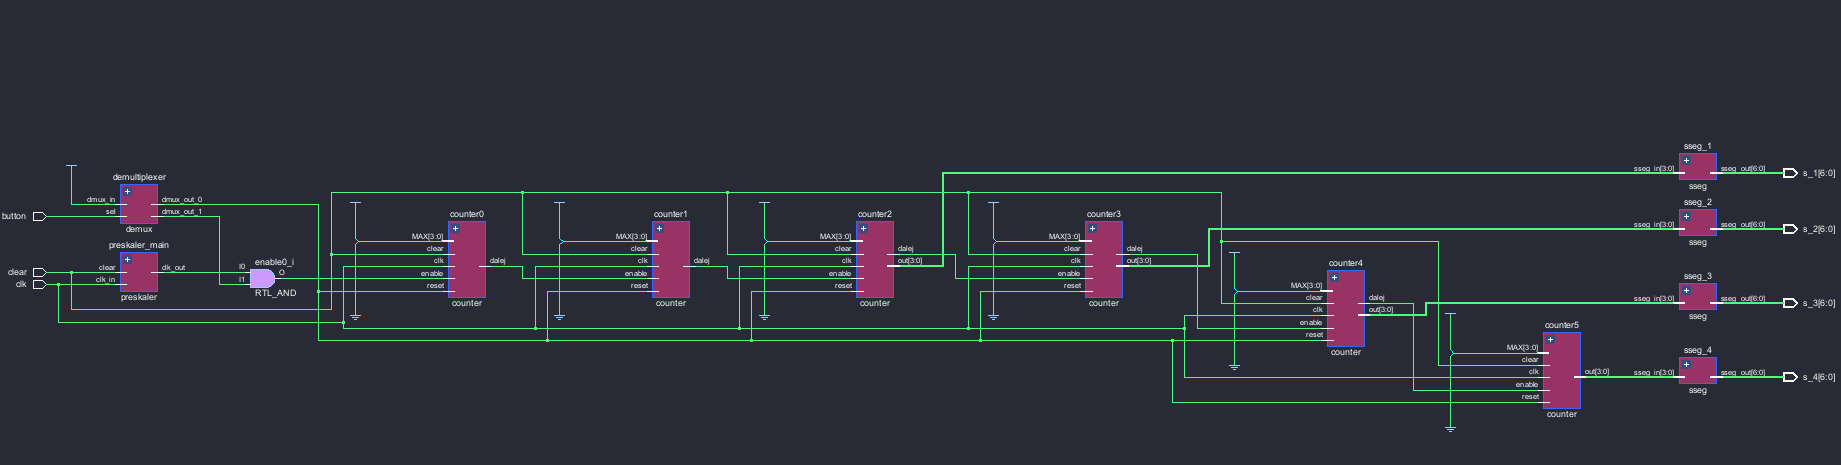 button
clear
clk
demultiplexer
dmux_in
sel
dmux_out_0
dmux_out_1
demux
preskaler_main
clear
clk_in
clk_out
preskaler
enable0_i
I0
I1
O
RTL_AND
counter0
MAX[3:0]
clear
clk
enable
reset
dalej
counter
counter1
MAX[3:0]
clear
clk
enable
reset
dalej
counter
counter2
MAX[3:0]
clear
clk
enable
reset
dalej
out[3:0]
counter
counter3
MAX[3:0]
clear
clk
enable
reset
dalej
out[3:0]
counter
counter4
MAX[3:0]
clear
clk
enable
reset
dalej
out[3:0]
counter
counter5
MAX[3:0]
clear
clk
enable
reset
out[3:0]
counter
sseg_1
sseg_in[3:0]
sseg_out[6:0]
sseg
s_1[6:0]
sseg_2
sseg_in[3:0]
sseg_out[6:0]
sseg
s_2[6:0]
sseg_3
sseg_in[3:0]
sseg_out[6:0]
sseg
s_3[6:0]
sseg_4
sseg_in[3:0]
sseg_out[6:0]
sseg
s_4[6:0]